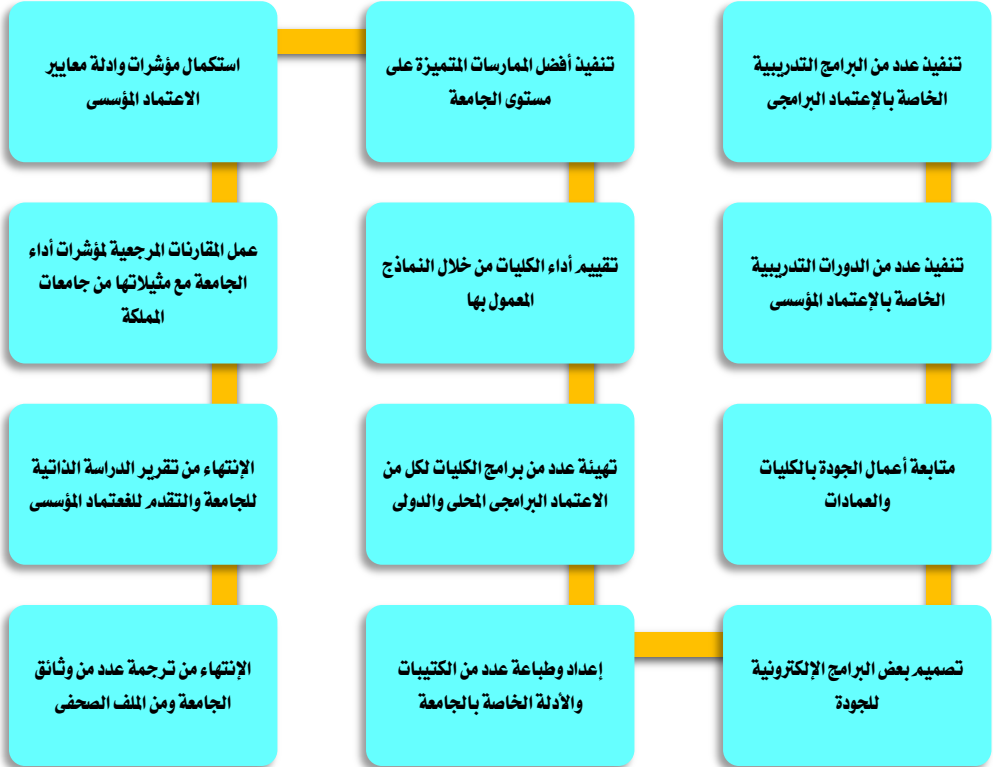 تنفيذ عدد من البرامج التدريبية
الخاصة بالإعتماد البرامجى
تنفيذ عدد من الدورات التدريبية
الخاصة بالإعتماد المؤسسى
متابعة أعمال الجودة بالكليات
والعمادات
تصميم بعض البرامج الإلكترونية
للجودة
إعداد وطباعة عدد من الكتيبات
والأدلة الخاصة بالجامعة
تهيئة عدد من برامج الكليات لكل من
الاعتماد البرامجى المحلى والدولى
تقييم أداء الكليات من خلال النماذج
المعمول بها
تنفيذ أفضل الممارسات المتميزة على
مستوى الجامعة
استكمال مؤشرات وادلة معايير
الاعتماد المؤسسى
عمل المقارنات المرجعية لمؤشرات أداء
الجامعة مع مثيلاتها من جامعات
المملكة
الإنتهاء من تقرير الدراسة الذاتية
للجامعة والتقدم للغعتماد المؤسسى
الإنتهاء من ترجمة عدد من وثائق
الجامعة ومن الملف الصحفى